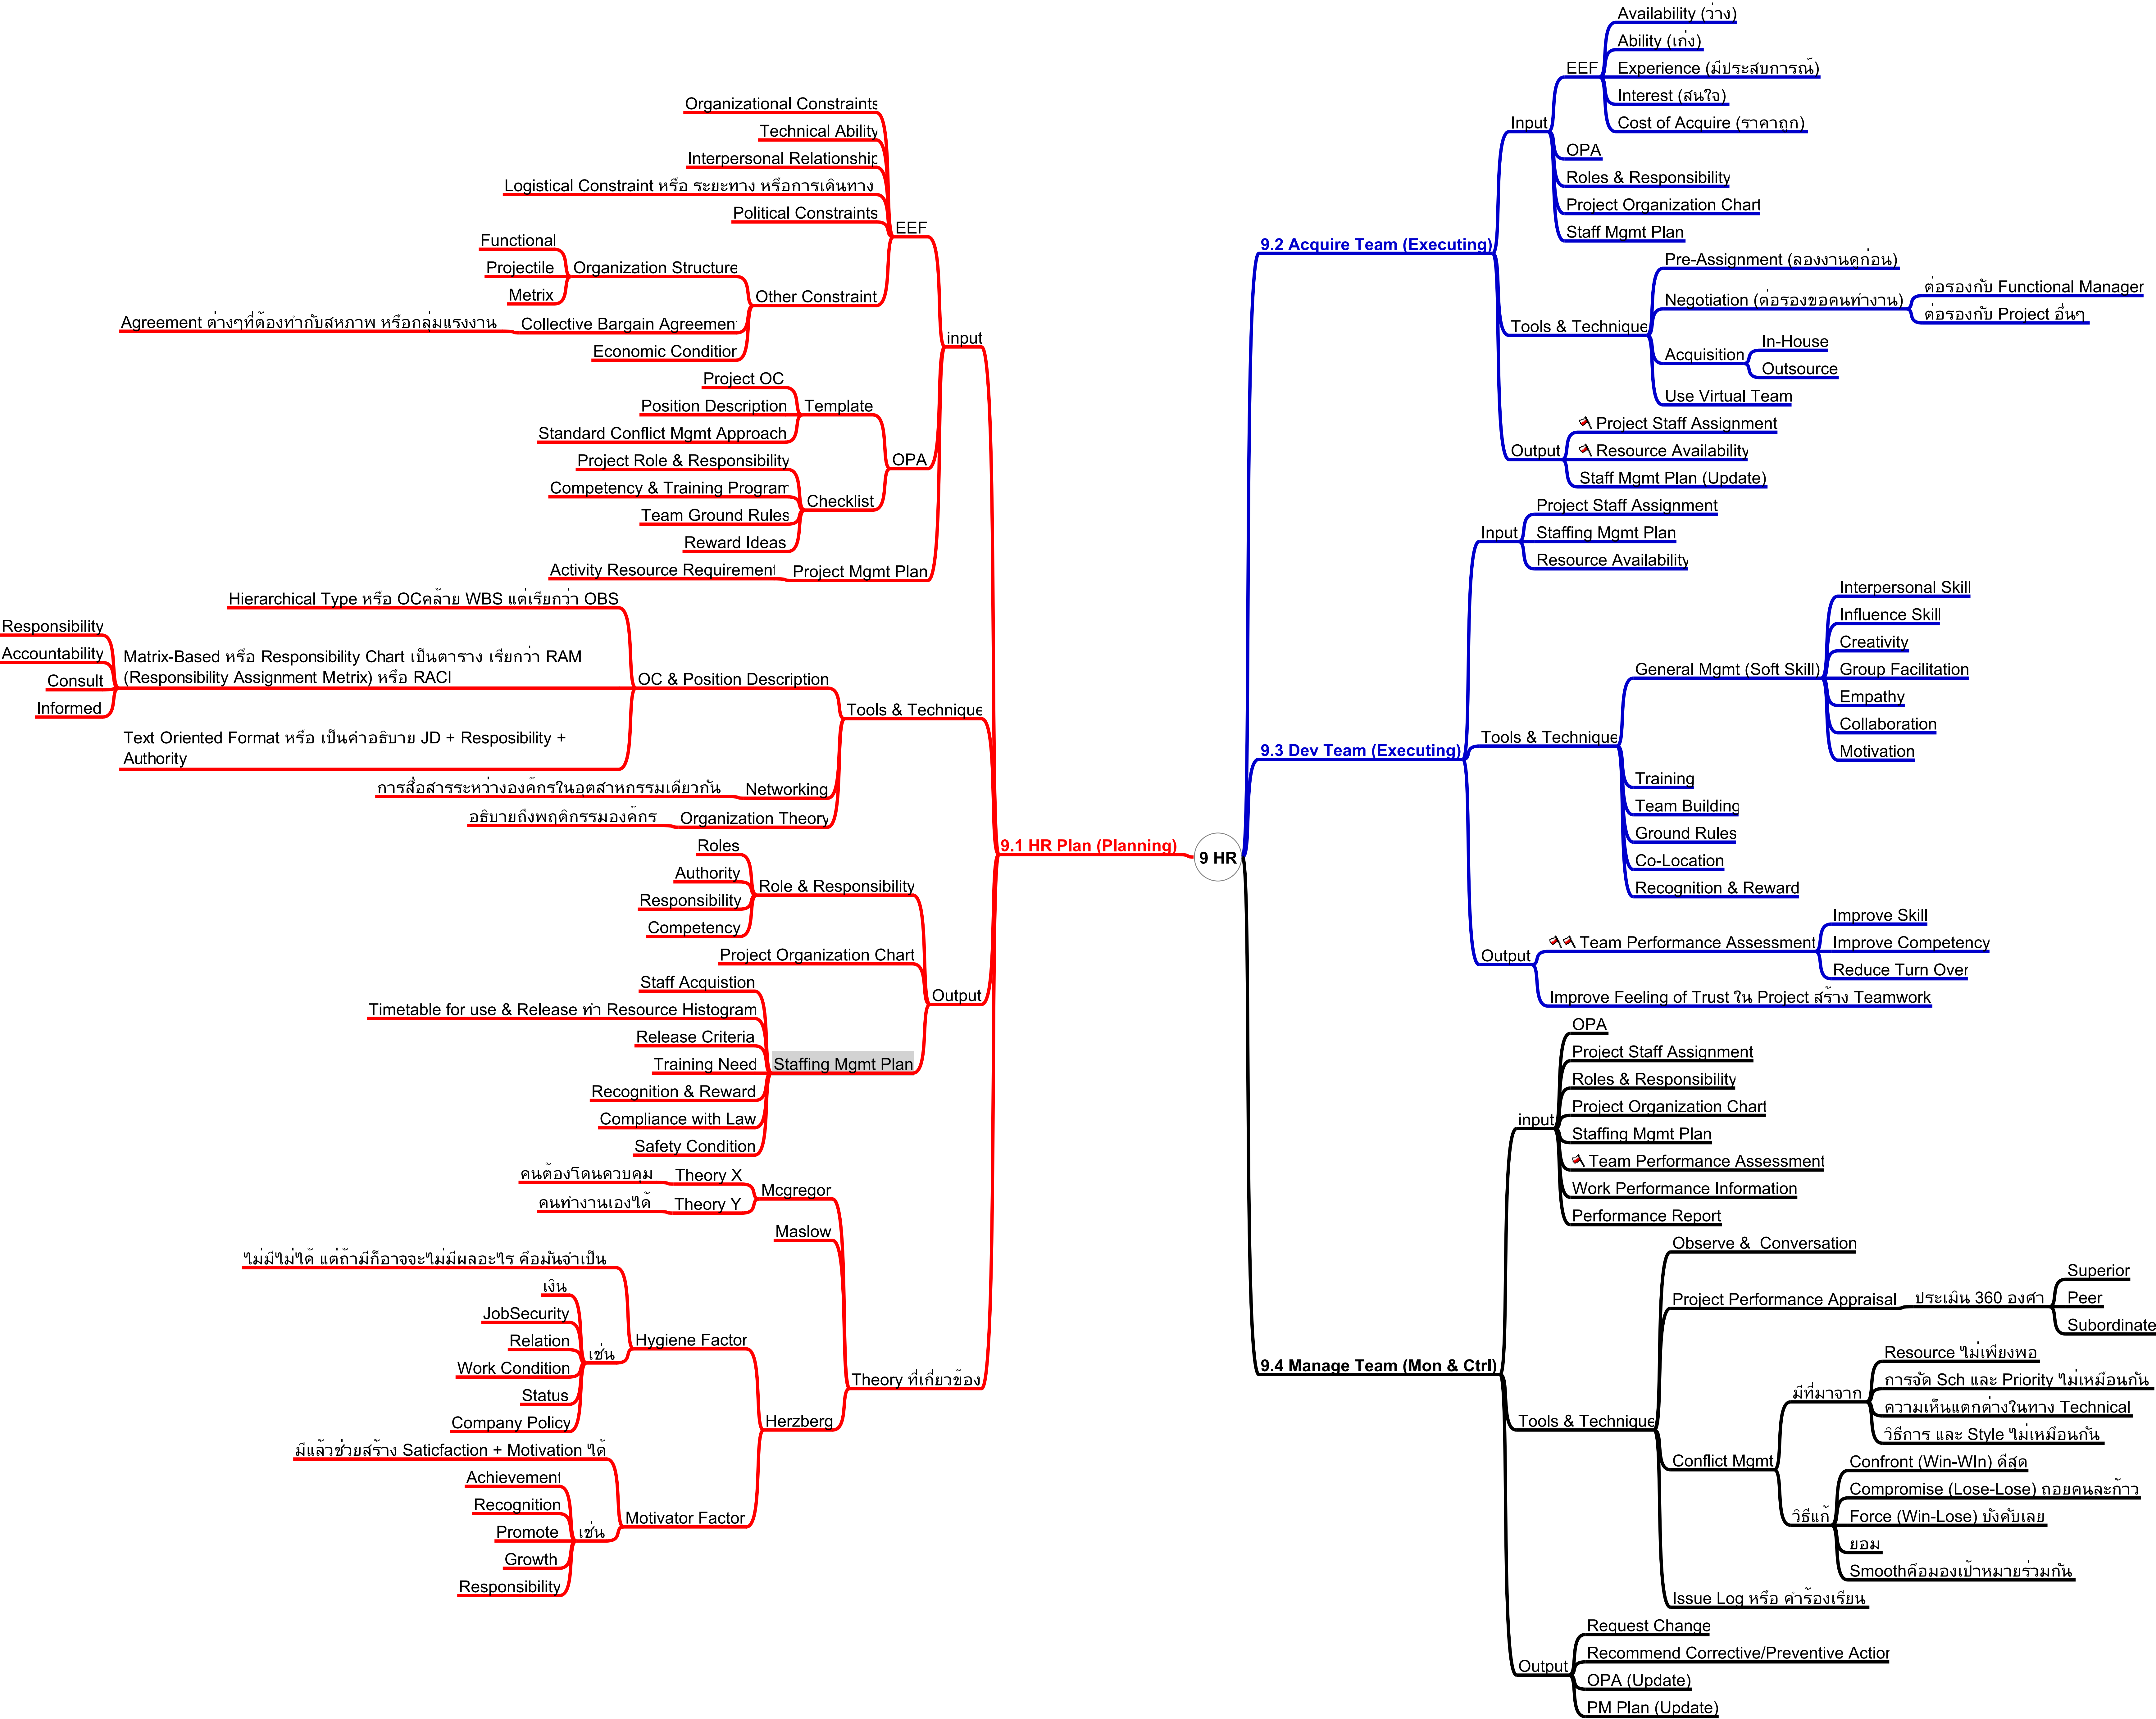 9 HR
9.1 HR Plan (Planning)
input
EEF
Organizational Constraints
Technical Ability
Interpersonal Relationship
Logistical Constraint หรือ ระยะทาง หรือการเดินทาง
Political Constraints
Other Constraint
Organization Structure
Functional
Projectile
Metrix
Collective Bargain Agreement
Agreement ต่างๆที่ต้องทำกับสหภาพ หรือกลุ่มแรงงาน
Economic Condition
OPA
Template
Project OC
Position Description
Standard Conflict Mgmt Approach
Checklist
Project Role & Responsibility
Competency & Training Program
Team Ground Rules
Reward Ideas
Project Mgmt Plan
Activity Resource Requirement
Tools & Technique
OC & Position Description
Hierarchical Type หรือ OCคล้าย WBS แต่เรียกว่า OBS
Matrix-Based หรือ Responsibility Chart เป็นตาราง เรียกว่า RAM
(Responsibility Assignment Metrix) หรือ RACI
Responsibility
Accountability
Consult
Informed
Text Oriented Format หรือ เป็นคำอธิบาย JD + Resposibility +
Authority
Networking
การสื่อสารระหว่างองค์กรในอุตสาหกรรมเดียวกัน
Organization Theory
อธิบายถึงพฤติกรรมองค์กร
Output
Role & Responsibility
Roles
Authority
Responsibility
Competency
Project Organization Chart
Staffing Mgmt Plan
Staff Acquistion
Timetable for use & Release ทำ Resource Histogram
Release Criteria
Training Need
Recognition & Reward
Compliance with Law
Safety Condition
Theory ที่เกี่ยวข้อง
Mcgregor
Theory X
คนต้องโดนควบคุม
Theory Y
คนทำงานเองได้
Maslow
Herzberg
Hygiene Factor
ไม่มีไม่ได้ แต่ถ้ามีก็อาจจะไม่มีผลอะไร คือมันจำเป็น
เช่น
เงิน
JobSecurity
Relation
Work Condition
Status
Company Policy
Motivator Factor
มีแล้วช่วยสร้าง Saticfaction + Motivation ได้
เช่น
Achievement
Recognition
Promote
Growth
Responsibility
9.2 Acquire Team (Executing)
Input
EEF
Availability (ว่าง)
Ability (เก่ง)
Experience (มีประสบการณ์)
Interest (สนใจ)
Cost of Acquire (ราคาถูก)
OPA
Roles & Responsibility
Project Organization Chart
Staff Mgmt Plan
Tools & Technique
Pre-Assignment (ลองงานดูก่อน)
Negotiation (ต่อรองขอคนทำงาน)
ต่อรองกับ Functional Manager
ต่อรองกับ Project อื่นๆ
Acquisition
In-House
Outsource
Use Virtual Team
Output
Project Staff Assignment
Resource Availability
Staff Mgmt Plan (Update)
9.3 Dev Team (Executing)
Input
Project Staff Assignment
Staffing Mgmt Plan
Resource Availability
Tools & Technique
General Mgmt (Soft Skill)
Interpersonal Skill
Influence Skill
Creativity
Group Facilitation
Empathy
Collaboration
Motivation
Training
Team Building
Ground Rules
Co-Location
Recognition & Reward
Output
Team Performance Assessment
Improve Skill
Improve Competency
Reduce Turn Over
Improve Feeling of Trust ใน Project สร้าง Teamwork
9.4 Manage Team (Mon & Ctrl)
input
OPA
Project Staff Assignment
Roles & Responsibility
Project Organization Chart
Staffing Mgmt Plan
Team Performance Assessment
Work Performance Information
Performance Report
Tools & Technique
Observe & Conversation
Project Performance Appraisal
ประเมิน 360 องศา
Superior
Peer
Subordinate
Conflict Mgmt
มีที่มาจาก
Resource ไม่เพียงพอ
การจัด Sch และ Priority ไม่เหมือนกัน
ความเห็นแตกต่างในทาง Technical
วิธีการ และ Style ไม่เหมือนกัน
วิธีแก้
Confront (Win-WIn) ดีสุด
Compromise (Lose-Lose) ถอยคนละก้าว
Force (Win-Lose) บังคับเลย
ยอม
Smoothคือมองเป้าหมายร่วมกัน
Issue Log หรือ คำร้องเรียน
Output
Request Change
Recommend Corrective/Preventive Action
OPA (Update)
PM Plan (Update)